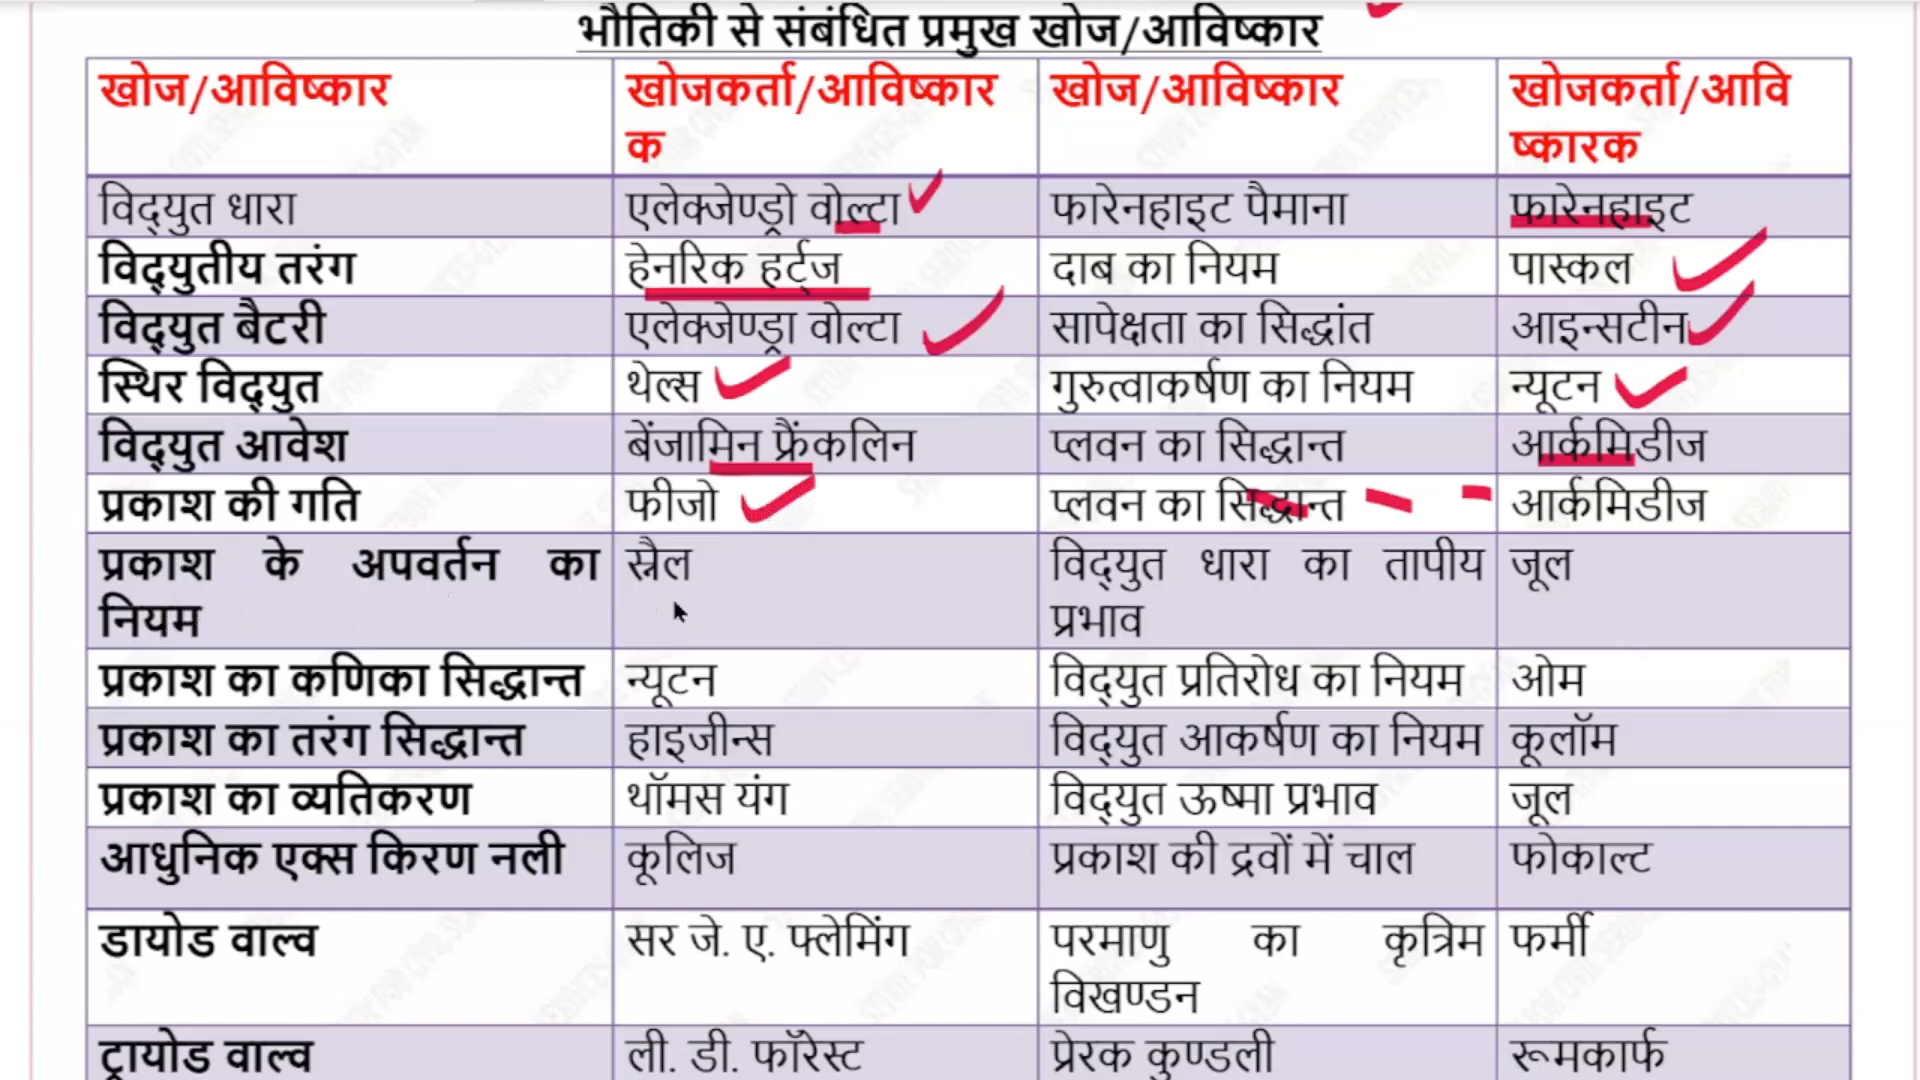 भौतिकी से संबंधित प्रमुख खोज/आविष्कार
खोज/आविष्कार खोजकर्ता/आविष्कार खोज/आविष्कार खोजकर्ता/आवि
क ष्कारक
विद्युत धारा एलेक्जेण्ड्रो वोल्टा फारेनहाइट पैमाना फारेनहाइट
विद्युतीय तरंग हेनरिक हर्ट्ज दाब का नियम पास्कल
विद्युत बैटरी एलेक्जेण्ड्रा वोल्टा सापेक्षता का सिद्धांत आइन्सटीन
स्थिर विद्युत थेल्स गुरुत्वाकर्षण का नियम न्यूटन
विद्युत आवेश बेंजामिन फ्रैंकलिन प्लवन का सिद्धान्त आर्कमिडीज
प्रकाश की गति फीजो प्लवन का सिद्धान्त आर्कमिडीज
प्रकाश के अपवर्तन का स्नैल विद्युत धारा का तापीय जूल
नियम प्रभाव
प्रकाश का कणिका सिद्धान्त न्यूटन विद्युत प्रतिरोध का नियम ओम
प्रकाश का तरंग सिद्धान्त हाइजीन्स विद्युत आकर्षण का नियम कूलॉम
प्रकाश का व्यतिकरण थॉमस यंग विद्युत ऊष्मा प्रभाव जूल
आधुनिक एक्स किरण नली कूलिज प्रकाश की द्रवों में चाल फोकाल्ट
डायोड वाल्व सर जे. ए. फ्लेमिंग परमाणु का कृत्रिम फर्मी
विखण्डन
ट्रायोड वाल्व ली. डी. फॉरेस्ट प्रेरक कुण्डली रूमकार्फ